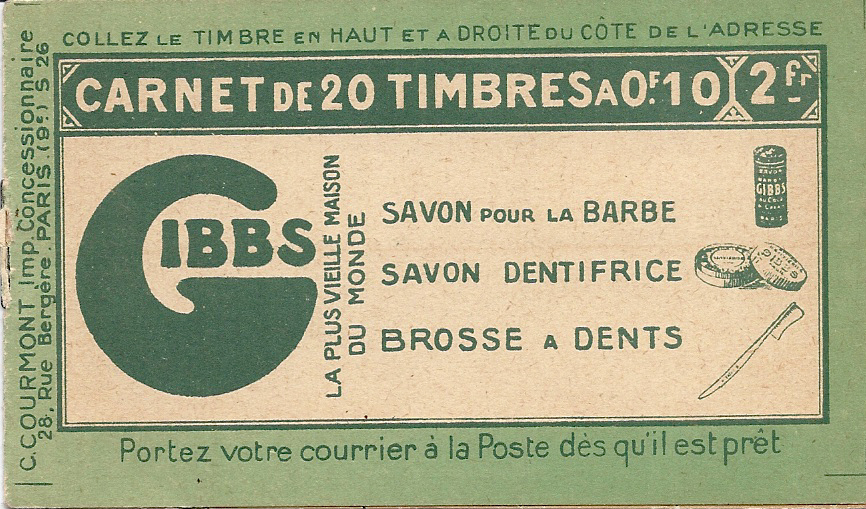 COLLEZ LE TIMBRE EN HAUT ET A DROITE DU CÔTE DE L'ADRESSE
CARNET DE 20 TIMBRES A 0F.10 2fr
C. COURMONT Imp. Concessionnaire
28, Rue Bergère. PARIS (9e) S 26
GIBBS
LA PLUS VIEILLE MAISON
DU MONDE
SAVON POUR LA BARBE
SAVON DENTIFRICE
BROSSE A DENTS
GIBBS
GIBBS
Portez votre courrier à la Poste dès qu'il est prêt